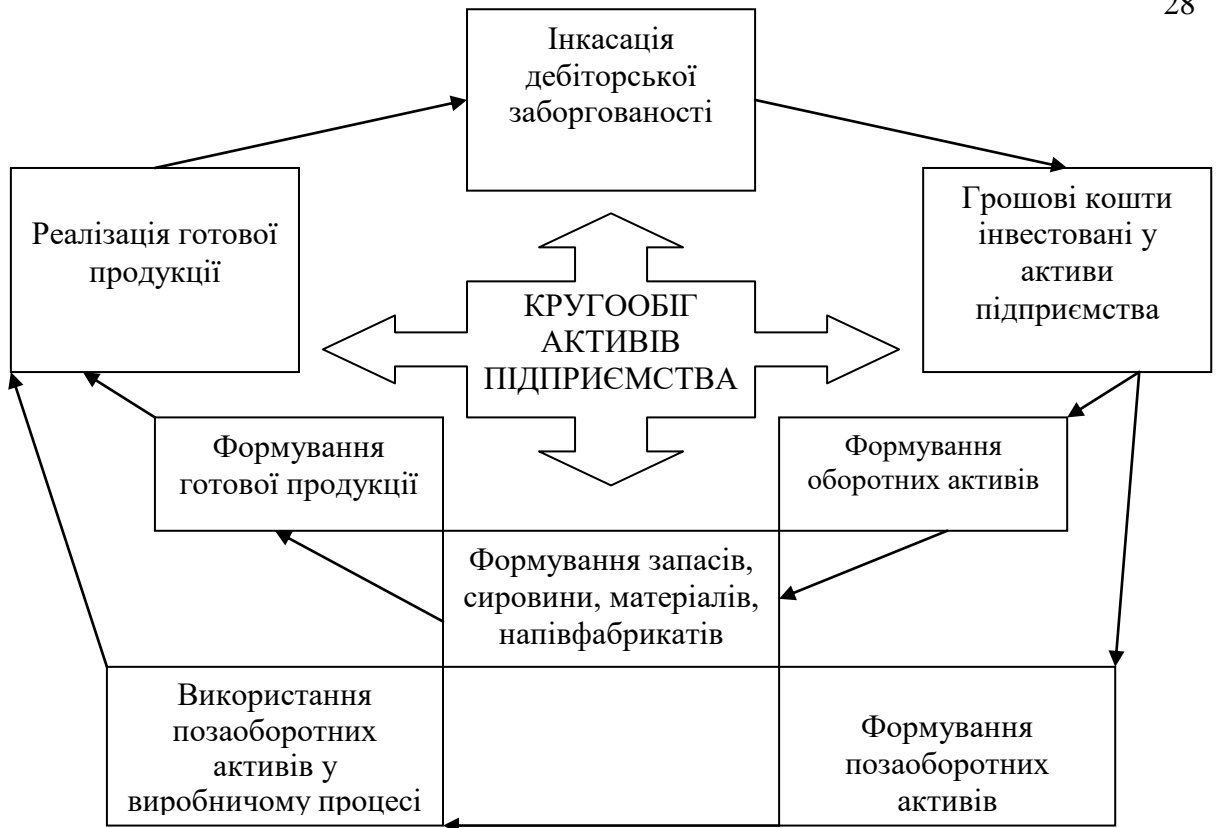 28
Інкасація
дебіторської
заборгованості
Реалізація готової
продукції
Грошові кошти
інвестовані у
активи
підприємства
КРУГООБІГ
АКТИВІВ
ПІДПРИЄМСТВА
Формування
готової продукції
Формування
оборотних активів
Формування запасів,
сировини, матеріалів,
напівфабрикатів
Використання
позаоборотних
активів у
виробничому процесі
Формування
позаоборотних
активів